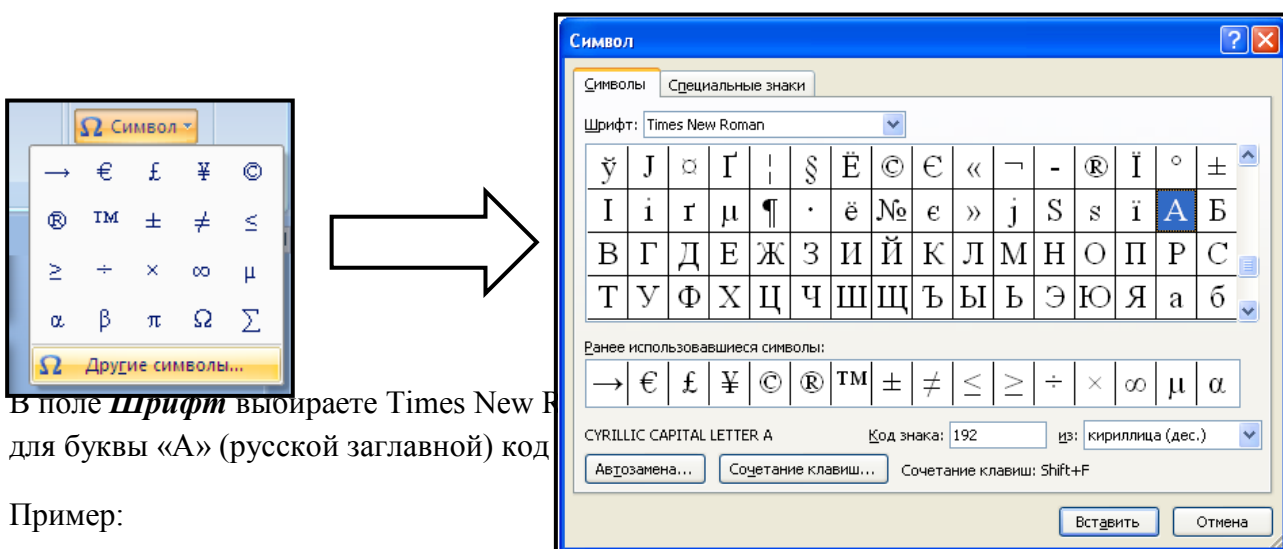 Ω Символ
→ € £ ¥ ©
® ™ ± ≠ ≤
≥ ÷ × ∞ µ
α β π Ω ∑
Ω Другие символы...
Символ
Символы Специальные знаки
Шрифт: Times New Roman
ў Ј ¤ Ґ ¦ § Ё © Є « ¬ - ® Ї ° ±
І і ґ µ ¶ · ё № є » ј Ѕ ѕ ї А Б
В Г Д Е Ж З И Й К Л М Н О П Р С
Т У Ф Х Ц Ч Ш Щ Ъ Ы Ь Э Ю Я а б
Ранее использовавшиеся символы:
→ € £ ¥ © ® ™ ± ≠ ≤ ≥ ÷ × ∞ µ α
CYRILLIC CAPITAL LETTER A Код знака: 192 из: кириллица (дес.)
Автозамена... Сочетание клавиш... Сочетание клавиш: Shift+F
Вставить Отмена
В поле Шрифт выбираете Times New
для буквы «А» (русской заглавной) код
Пример: